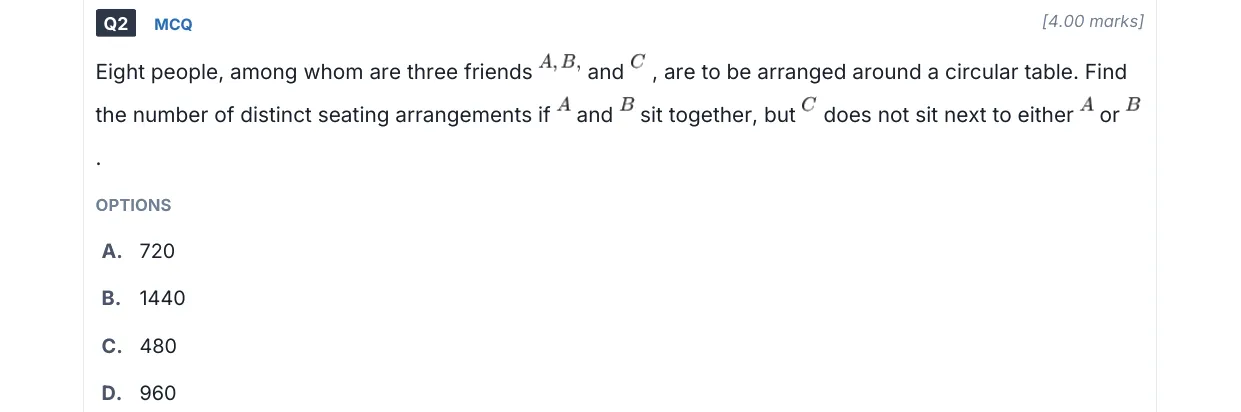 Q2 MCQ [4.00 marks]
Eight people, among whom are three friends A, B, and C , are to be arranged around a circular table. Find
the number of distinct seating arrangements if A and B sit together, but C does not sit next to either A or B
.
OPTIONS
A. 720
B. 1440
C. 480
D. 960